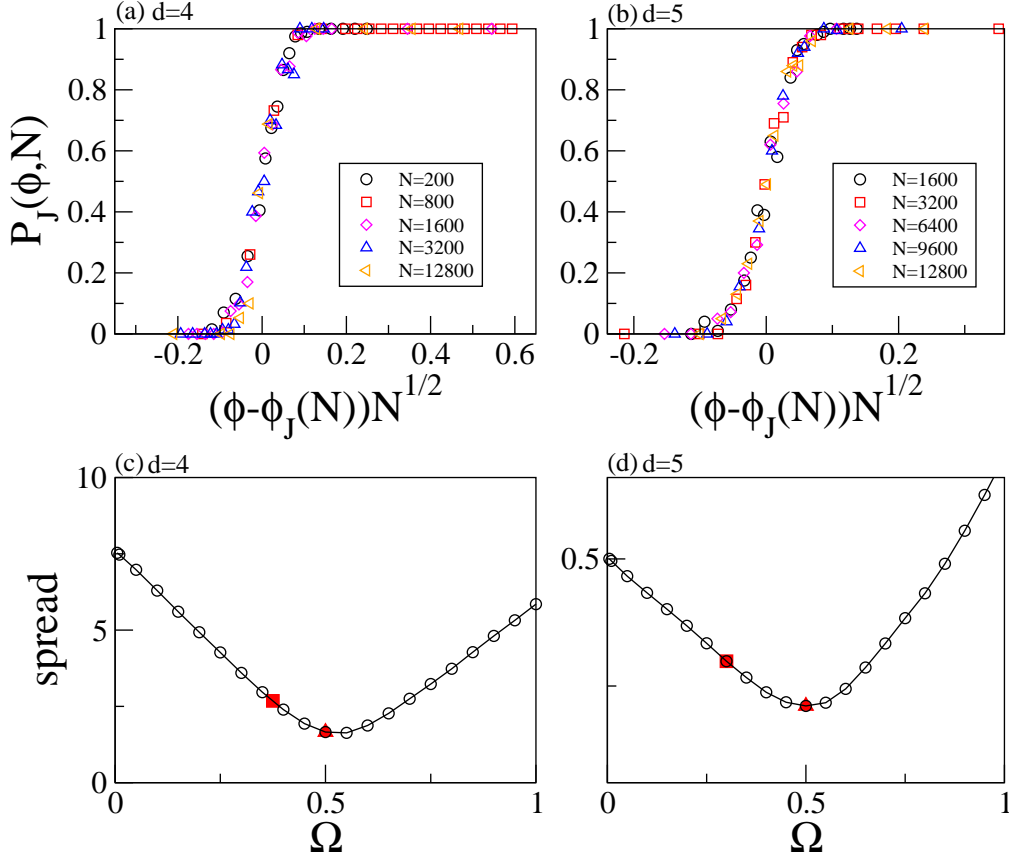 (a) d=4
P_J(ϕ,N)
1
0.8
0.6
0.4
0.2
0
N=200
N=800
N=1600
N=3200
N=12800
-0.2 0 0.2 0.4 0.6
(ϕ-ϕ_J(N))N^{1/2}
(b) d=5
1
0.8
0.6
0.4
0.2
0
N=1600
N=3200
N=6400
N=9600
N=12800
-0.2 0 0.2
(ϕ-ϕ_J(N))N^{1/2}
(c) d=4
spread
10
5
0
0 0.5 1
Ω
(d) d=5
0.5
0 0.5 1
Ω